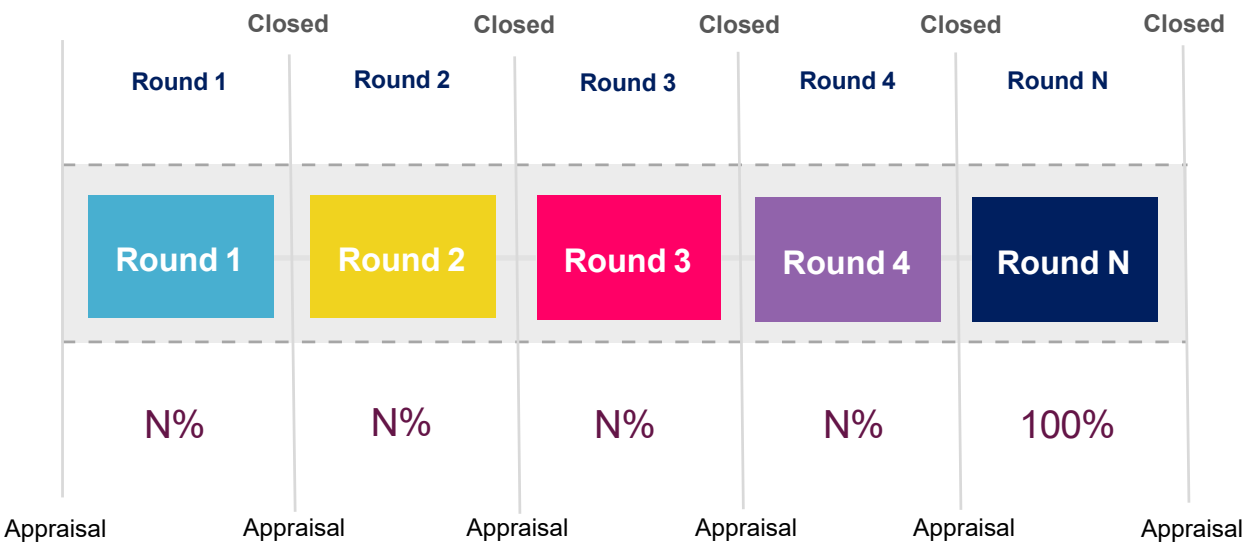 Closed Closed Closed Closed Closed
Round 1 Round 2 Round 3 Round 4 Round N
Round 1 Round 2 Round 3 Round 4 Round N
N% N% N% N% 100%
Appraisal Appraisal Appraisal Appraisal Appraisal Appraisal